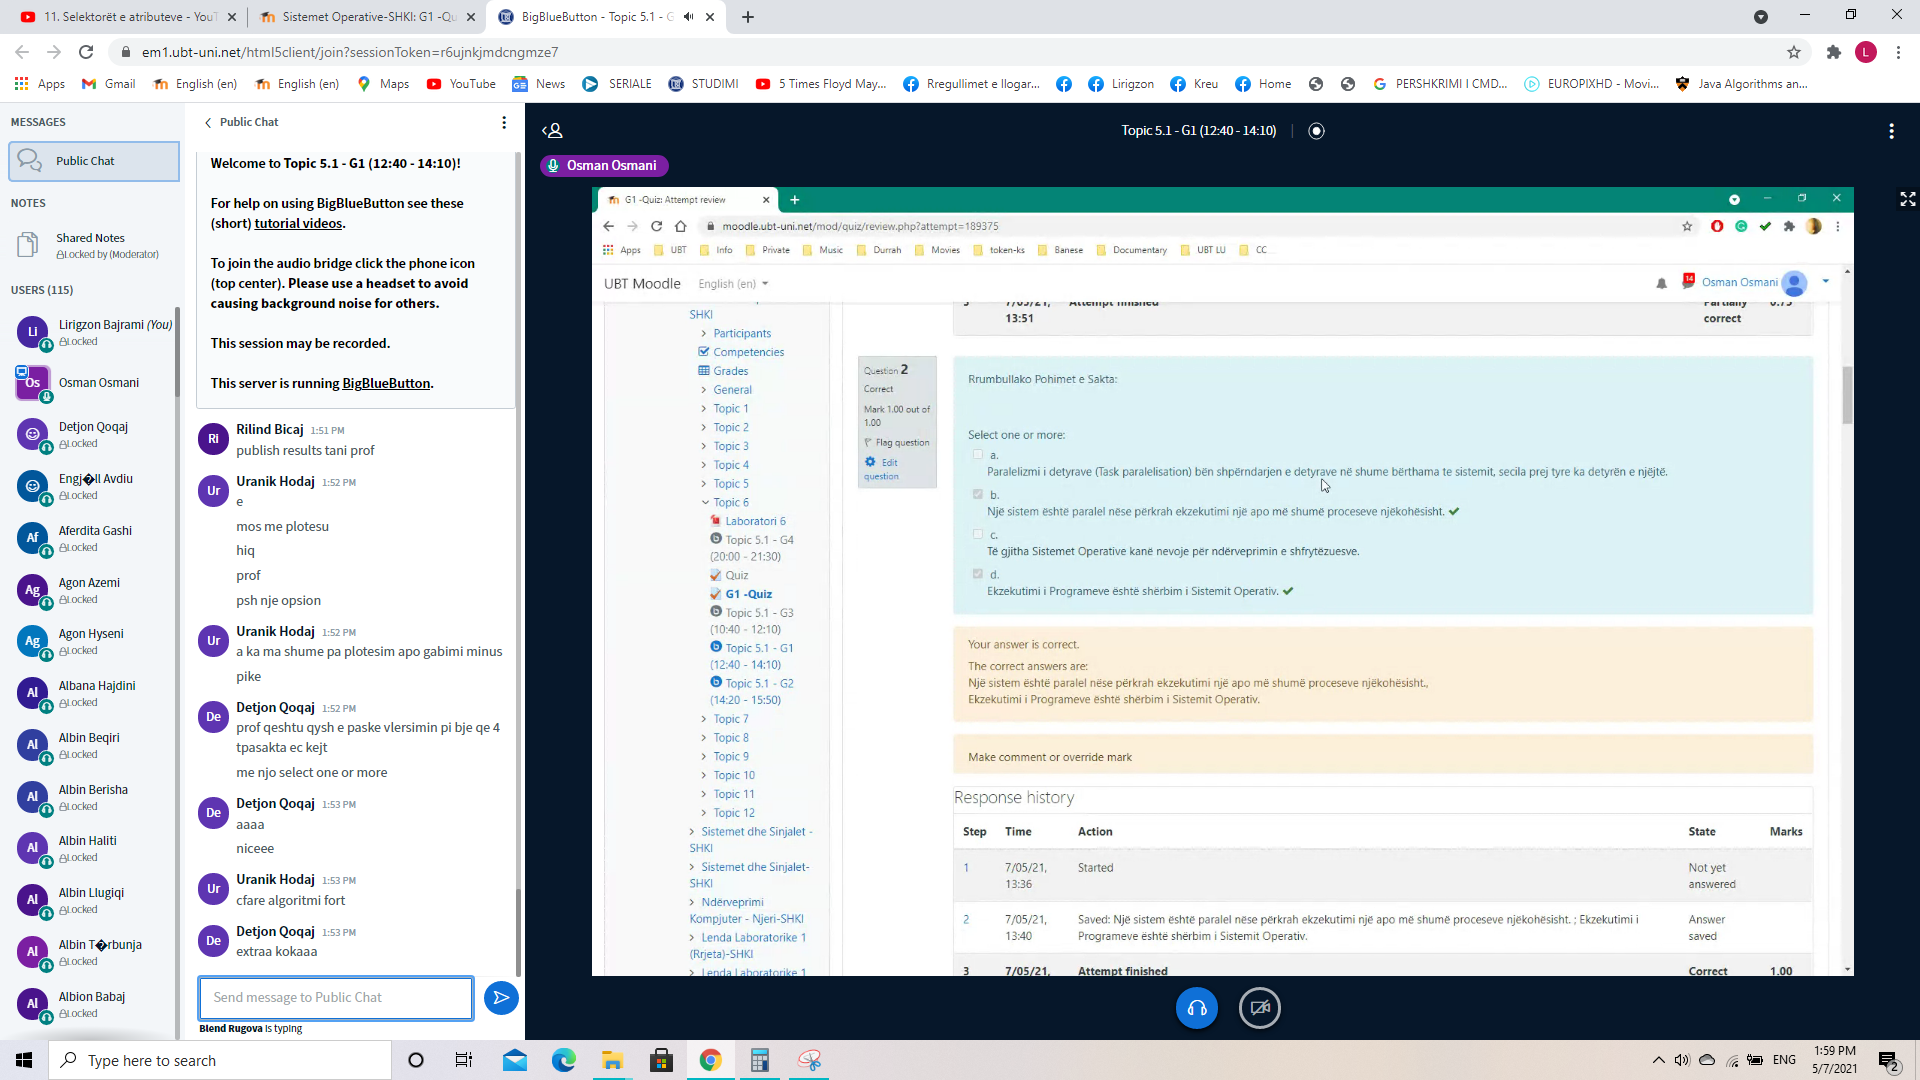 11. Selektorët e atributeve - YouT
Sistemet Operative-SHKI: G1 -Qu
BigBlueButton - Topic 5.1 - G
em1.ubt-uni.net/html5client/join?sessionToken=r6ujnkjmdcngmze7
L
Apps
Gmail
English (en)
English (en)
Maps
YouTube
News
SERIALE
STUDIMI
5 Times Floyd May...
Rregullimet e llogar...
Lirigzon
Kreu
Home
PERSHKRIMI I CMD...
EUROPIXHD - Movi...
Java Algorithms an...
MESSAGES
Public Chat
NOTES
Shared Notes
Locked by (Moderator)
USERS (115)
Li
Lirigzon Bajrami (You)
Locked
Os
Osman Osmani
Detjon Qoqaj
Locked
Engj�ll Avdiu
Locked
Af
Aferdita Gashi
Locked
Ag
Agon Azemi
Locked
Ag
Agon Hyseni
Locked
Al
Albana Hajdini
Locked
Al
Albin Beqiri
Locked
Al
Albin Berisha
Locked
Al
Albin Haliti
Locked
Al
Albin Llugiqi
Locked
Al
Albin T�rbunja
Locked
Al
Albion Babaj
Locked
Public Chat
Welcome to Topic 5.1 - G1 (12:40 - 14:10)!
For help on using BigBlueButton see these
(short) tutorial videos.
To join the audio bridge click the phone icon
(top center). Please use a headset to avoid
causing background noise for others.
This session may be recorded.
This server is running BigBlueButton.
Ri
Rilind Bicaj 1:51 PM
publish results tani prof
Ur
Uranik Hodaj 1:52 PM
e
mos me plotesu
hiq
prof
psh nje opsion
Ur
Uranik Hodaj 1:52 PM
a ka ma shume pa plotesim apo gabimi minus
pike
De
Detjon Qoqaj 1:52 PM
prof qeshtu qysh e paske vlersimin pi bje qe 4
tpasakta ec kejt
me njo select one or more
De
Detjon Qoqaj 1:53 PM
aaaa
niceee
Ur
Uranik Hodaj 1:53 PM
cfare algoritmi fort
De
Detjon Qoqaj 1:53 PM
extraa kokaaa
Send message to Public Chat
Blend Rugova is typing
Topic 5.1 - G1 (12:40 - 14:10)
Osman Osmani
G1 -Quiz: Attempt review
moodle.ubt-uni.net/mod/quiz/review.php?attempt=189375
Apps
UBT
Info
Private
Music
Durrah
Movies
token-ks
Banese
Documentary
UBT LU
CC
UBT Moodle
English (en)
14
Osman Osmani
SHKI
Participants
Competencies
Grades
General
Topic 1
Topic 2
Topic 3
Topic 4
Topic 5
Topic 6
Laboratori 6
Topic 5.1 - G4
(20:00 - 21:30)
Quiz
G1 -Quiz
Topic 5.1 - G3
(10:40 - 12:10)
Topic 5.1 - G1
(12:40 - 14:10)
Topic 5.1 - G2
(14:20 - 15:50)
Topic 7
Topic 8
Topic 9
Topic 10
Topic 11
Topic 12
Sistemet dhe Sinjalet -
SHKI
Sistemet dhe Sinjalet-
SHKI
Ndërveprimi
Kompjuter - Njeri-SHKI
Lenda Laboratorike 1
(Rrjeta)-SHKI
Lenda Laboratorike 1
3 7/05/21, Attempt finished Partially 0.75
13:51 correct
Question 2
Correct
Mark 1.00 out of
1.00
Flag question
Edit
question
Rrumbullako Pohimet e Sakta:
Select one or more:
a.
Paralelizmi i detyrave (Task paralelisation) bën shpërndarjen e detyrave në shume bërthama te sistemit, secila prej tyre ka detyrën e njëjtë.
b.
Një sistem është paralel nëse përkrah ekzekutimi një apo më shumë proceseve njëkohësisht.
c.
Të gjitha Sistemet Operative kanë nevoje për ndërveprimin e shfrytëzuesve.
d.
Ekzekutimi i Programeve është shërbim i Sistemit Operativ.
Your answer is correct.
The correct answers are:
Një sistem është paralel nëse përkrah ekzekutimi një apo më shumë proceseve njëkohësisht.,
Ekzekutimi i Programeve është shërbim i Sistemit Operativ.
Make comment or override mark
Response history
Step Time Action State Marks
1 7/05/21, Started Not yet
13:36 answered
2 7/05/21, Saved: Një sistem është paralel nëse përkrah ekzekutimi një apo më shumë proceseve njëkohësisht. ; Ekzekutimi i Answer
13:40 Programeve është shërbim i Sistemit Operativ. saved
3 7/05/21, Attempt finished Correct 1.00
Type here to search
ENG
1:59 PM
5/7/2021
2